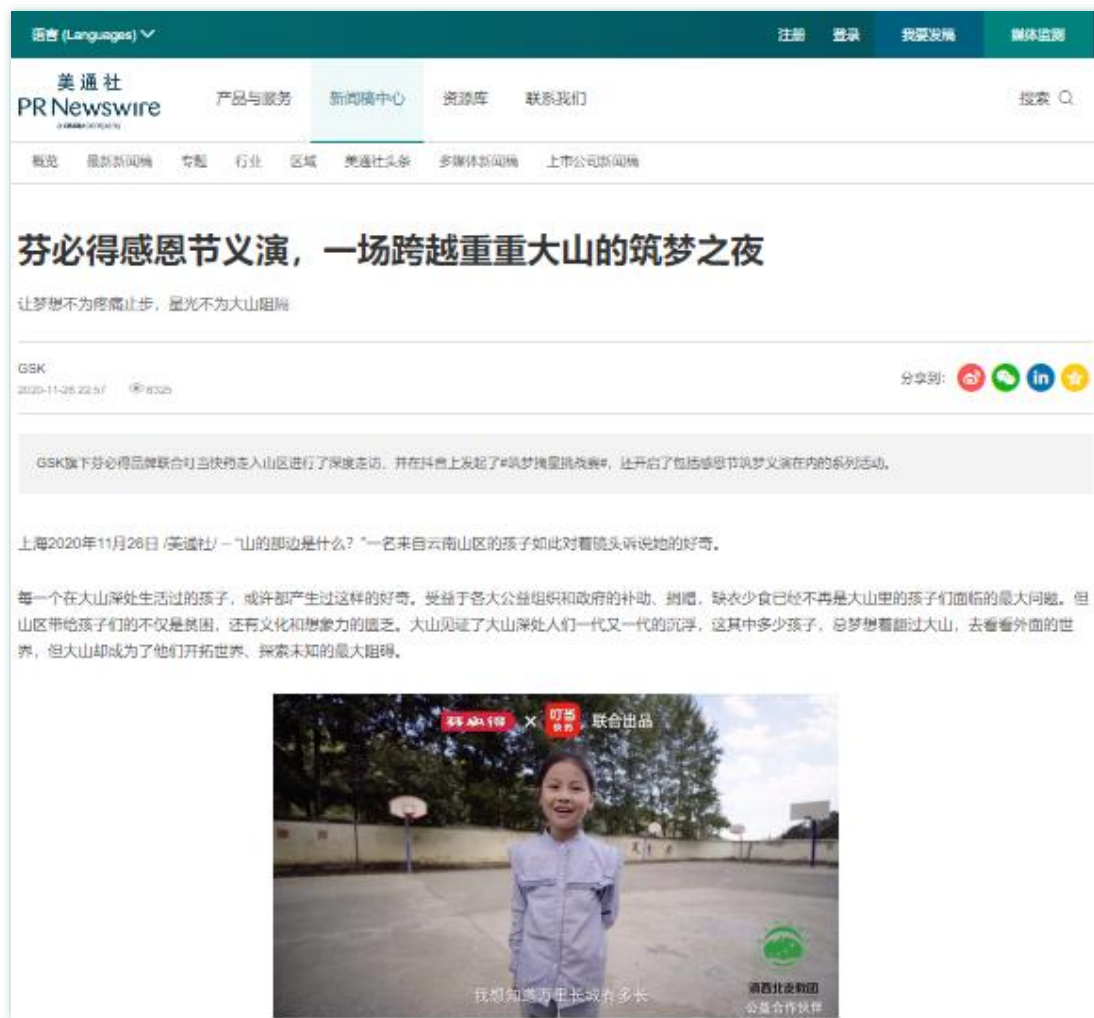 语言 (Languages)
注册 登录 我要发稿 媒体监测
美通社
PR Newswire
a CISION company
产品与服务 新闻稿中心 资源库 联系我们 搜索
概览 最新新闻稿 专题 行业 区域 美通社头条 多媒体新闻稿 上市公司新闻稿
芬必得感恩节义演，一场跨越重重大山的筑梦之夜
让梦想不为疼痛止步，星光不为大山阻隔
GSK
2020-11-26 22:57 6325
分享到:
GSK旗下芬必得品牌联合叮当快药走入山区进行了深度走访，并在抖音上发起了#筑梦摘星挑战赛#，还开启了包括感恩节筑梦义演在内的系列活动。
上海2020年11月26日 /美通社/ -- "山的那边是什么？"一名来自云南山区的孩子如此对着镜头诉说她的好奇。
每一个在大山深处生活过的孩子，或许都产生过这样的好奇。受益于各大公益组织和政府的补助、捐赠，缺衣少食已经不再是大山里的孩子们面临的最大问题。但
山区带给孩子们的不仅是贫困，还有文化和想象力的匮乏。大山见证了大山深处人们一代又一代的沉浮，这其中多少孩子，总梦想着翻过大山，去看看外面的世
界，但大山却成为了他们开拓世界、探索未知的最大阻碍。
芬必得 × 叮当快药 联合出品
我想知道万里长城有多长
滇西北支教团
公益合作伙伴